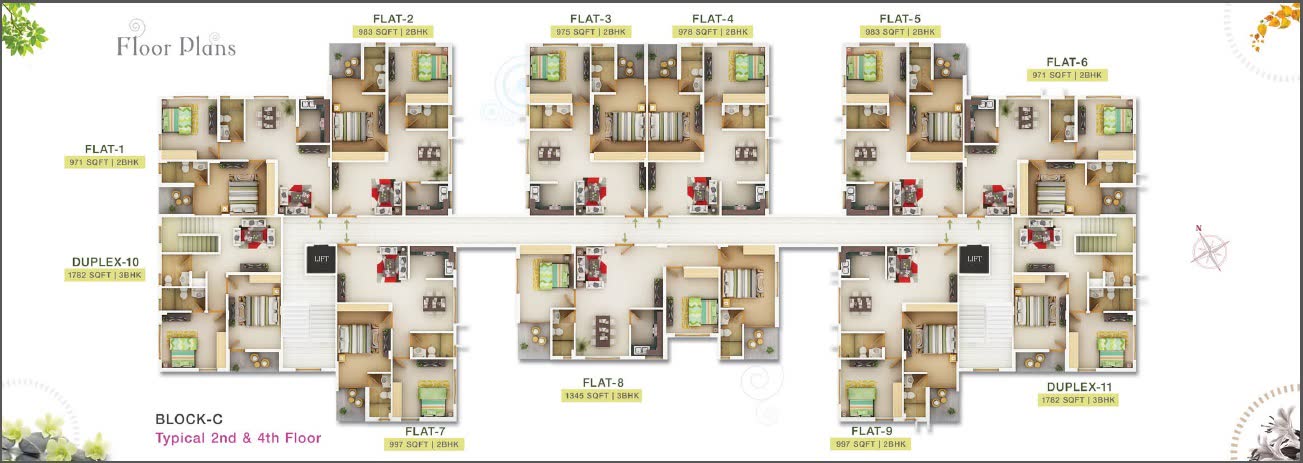 Floor Plans
FLAT-2
983 SQFT | 2BHK
FLAT-3
975 SQFT | 2BHK
FLAT-4
978 SQFT | 2BHK
FLAT-5
983 SQFT | 2BHK
FLAT-6
971 SQFT | 2BHK
FLAT-1
971 SQFT | 2BHK
DUPLEX-10
1782 SQFT | 3BHK
LIFT
LIFT
N
FLAT-8
1345 SQFT | 3BHK
DUPLEX-11
1782 SQFT | 3BHK
BLOCK-C
Typical 2nd & 4th Floor
FLAT-7
997 SQFT | 2BHK
FLAT-9
997 SQFT | 2BHK